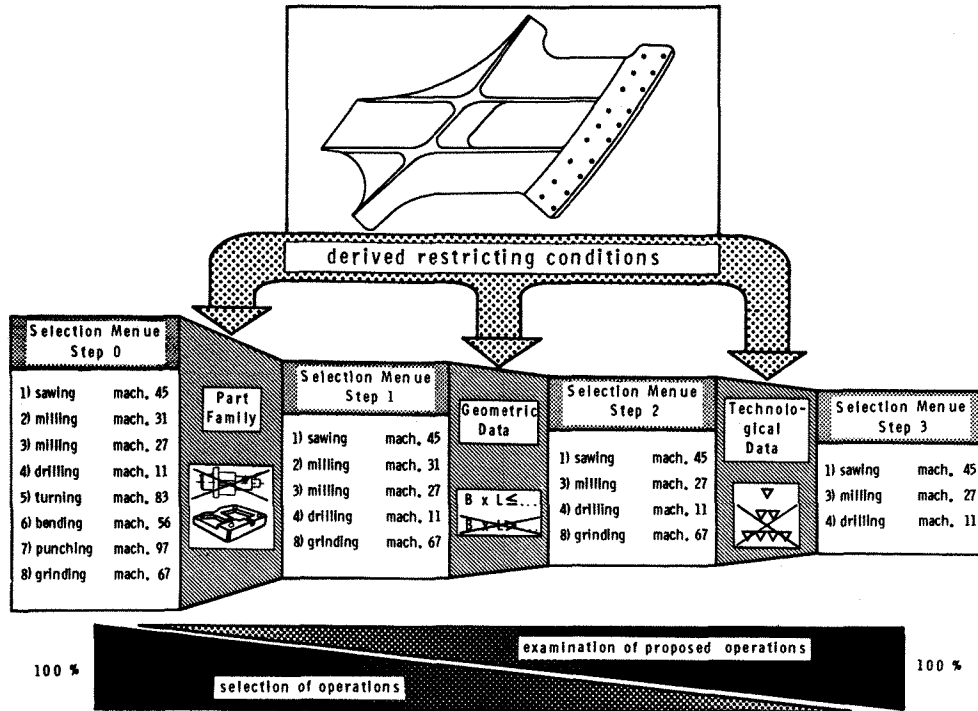 derived restricting conditions
Selection Menue
Step 0
1) sawing mach. 45
2) milling mach. 31
3) milling mach. 27
4) drilling mach. 11
5) turning mach. 83
6) bending mach. 56
7) punching mach. 97
8) grinding mach. 67
Part
Family
Selection Menue
Step 1
1) sawing mach. 45
2) milling mach. 31
3) milling mach. 27
4) drilling mach. 11
8) grinding mach. 67
Geometric
Data
B x L≤...
B x L
Selection Menue
Step 2
1) sawing mach. 45
3) milling mach. 27
4) drilling mach. 11
8) grinding mach. 67
Technolo-
gical
Data
Selection Menue
Step 3
1) sawing mach. 45
3) milling mach. 27
4) drilling mach. 11
100 %
examination of proposed operations
selection of operations
100 %